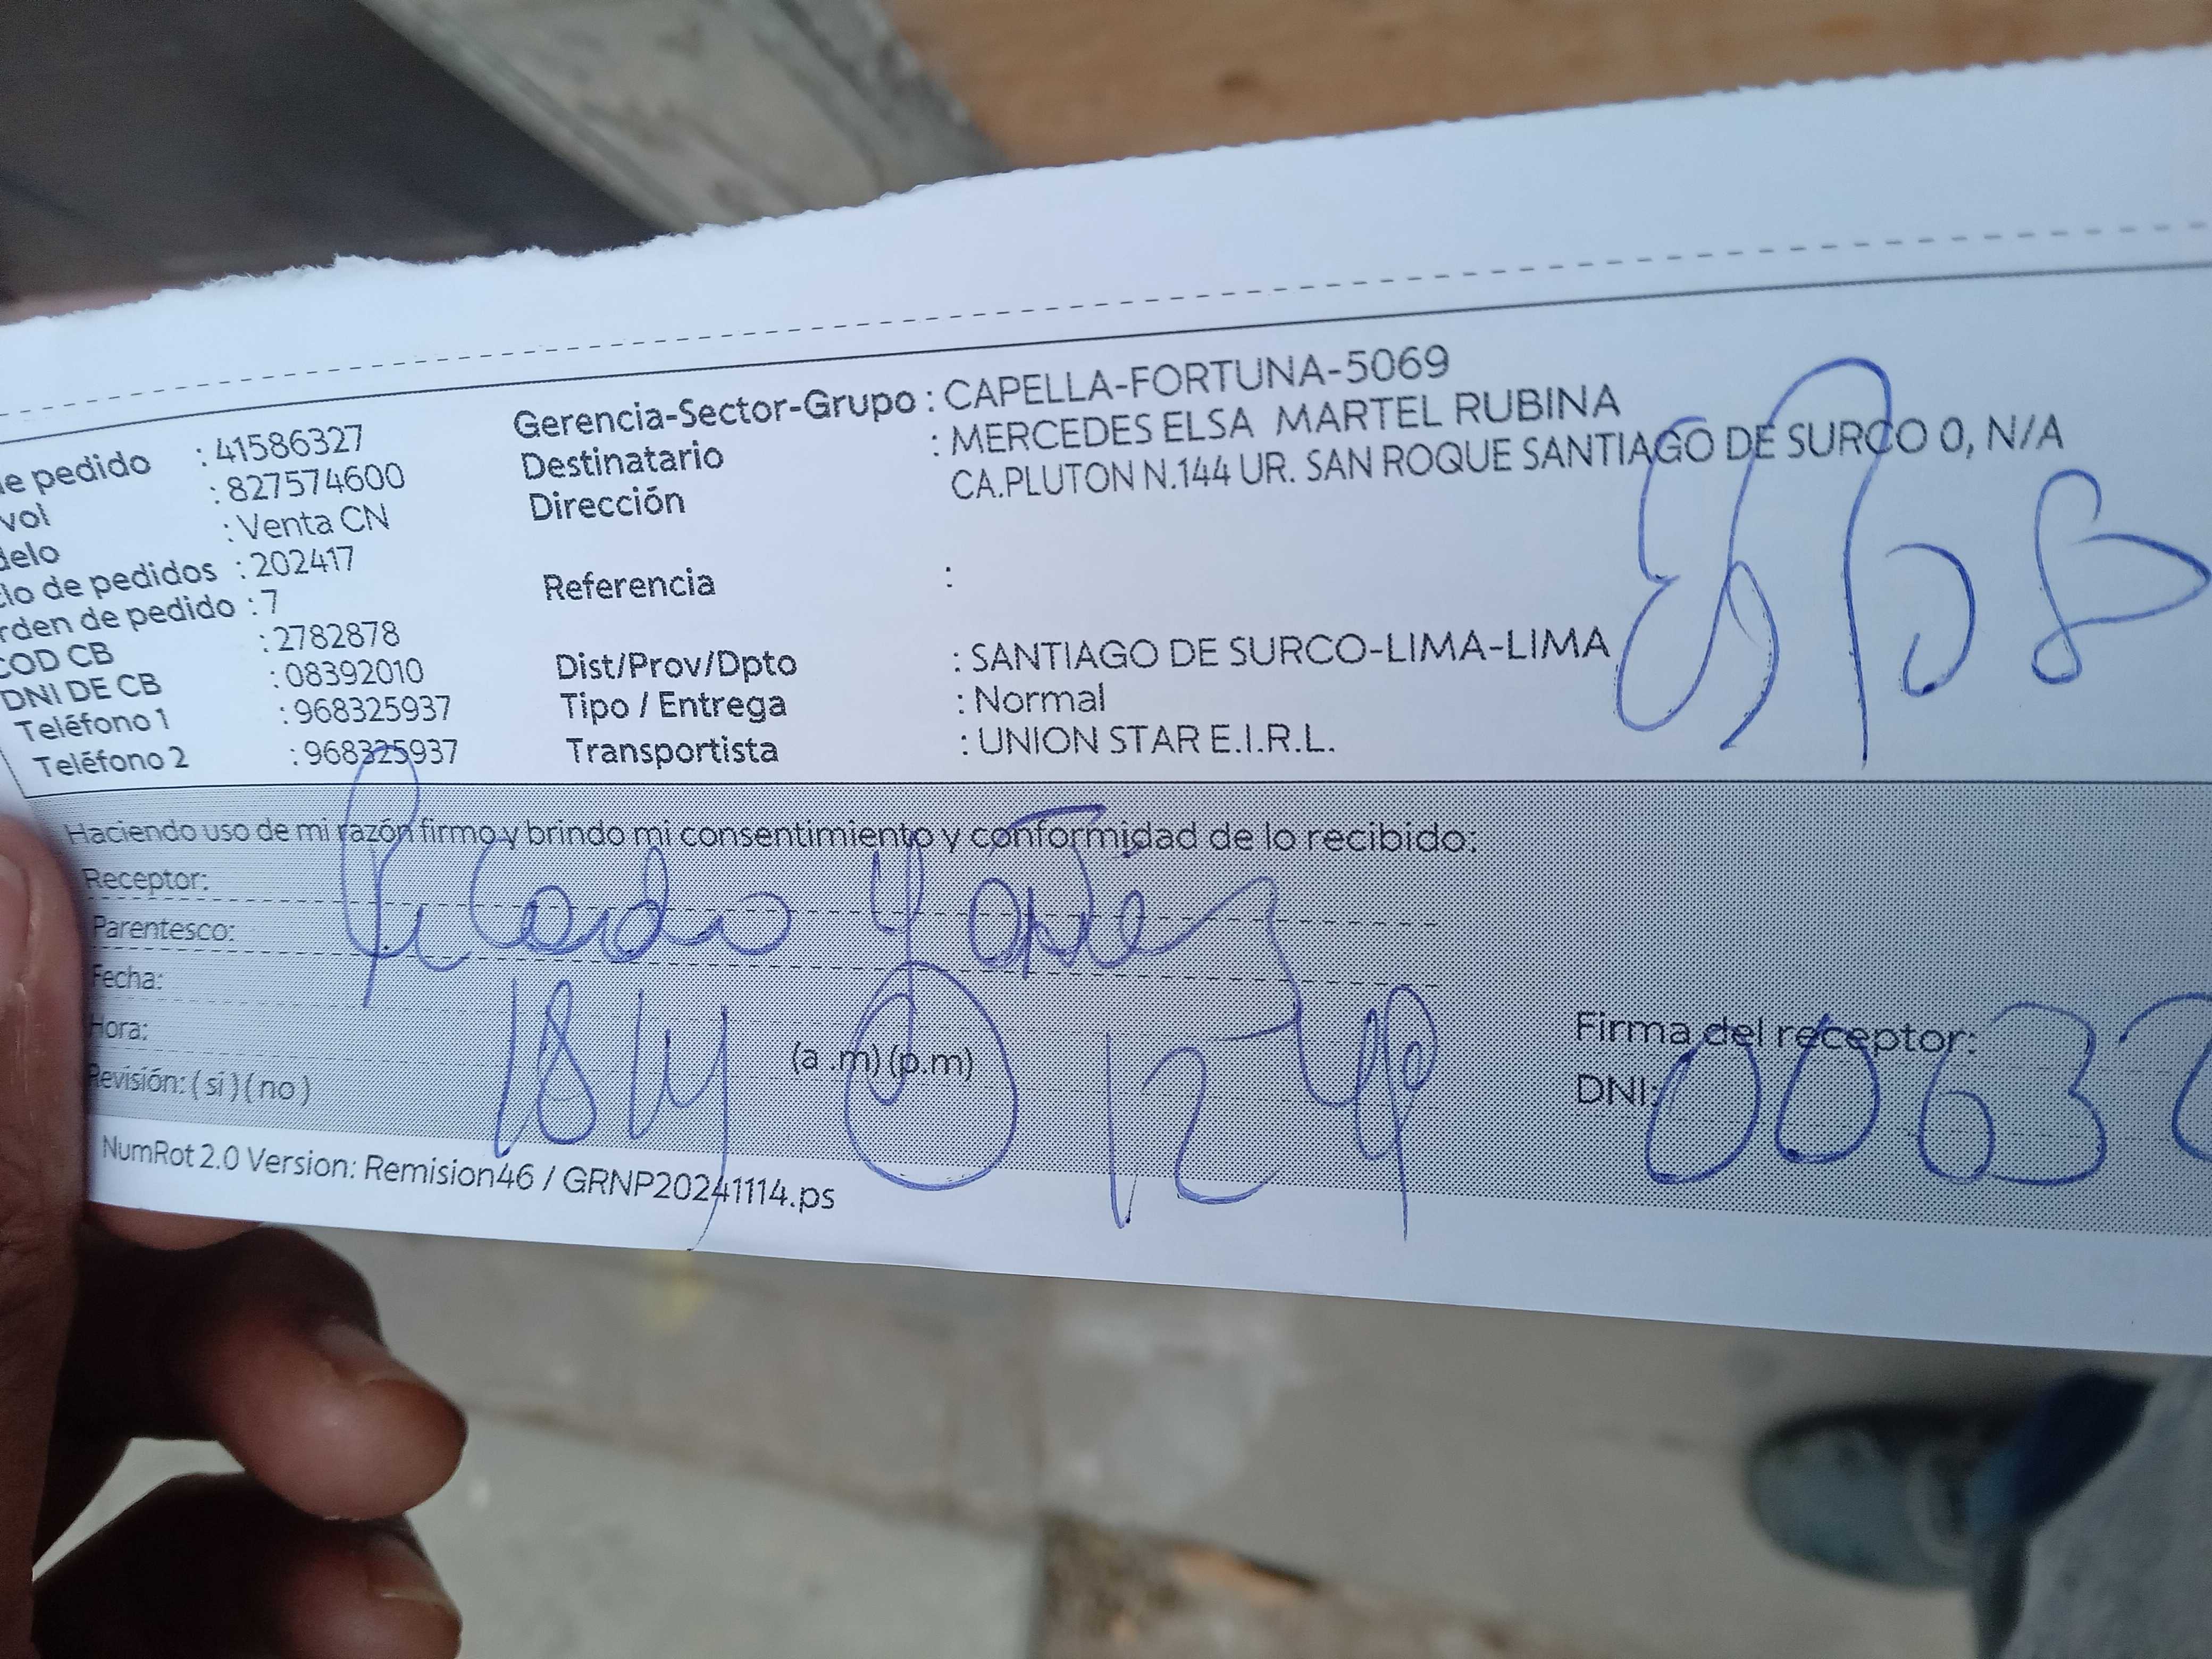 Gerencia-Sector-Grupo : CAPELLA-FORTUNA-5069
e pedido : 41586327
Destinatario : MERCEDES ELSA MARTEL RUBINA
vol : 827574600
Dirección CA.PLUTON N.144 UR. SAN ROQUE SANTIAGO DE SURCO 0, N/A
delo : Venta CN
lo de pedidos : 202417
Referencia :
rden de pedido : 7
COD CB : 2782878
Dist/Prov/Dpto : SANTIAGO DE SURCO-LIMA-LIMA
DNI DE CB : 08392010
Tipo / Entrega : Normal
Teléfono 1 : 968325937
Transportista : UNION STAR E.I.R.L.
Teléfono 2 : 968325937
Haciendo uso de mi razón firmo y brindo mi consentimiento y conformidad de lo recibido:
Receptor:
Parentesco:
Fecha:
Hora: (a .m) (p.m)
Firma del receptor:
Revisión: ( si ) ( no )
DNI: 0063
NumRot 2.0 Version: Remision46 / GRNP20241114.ps